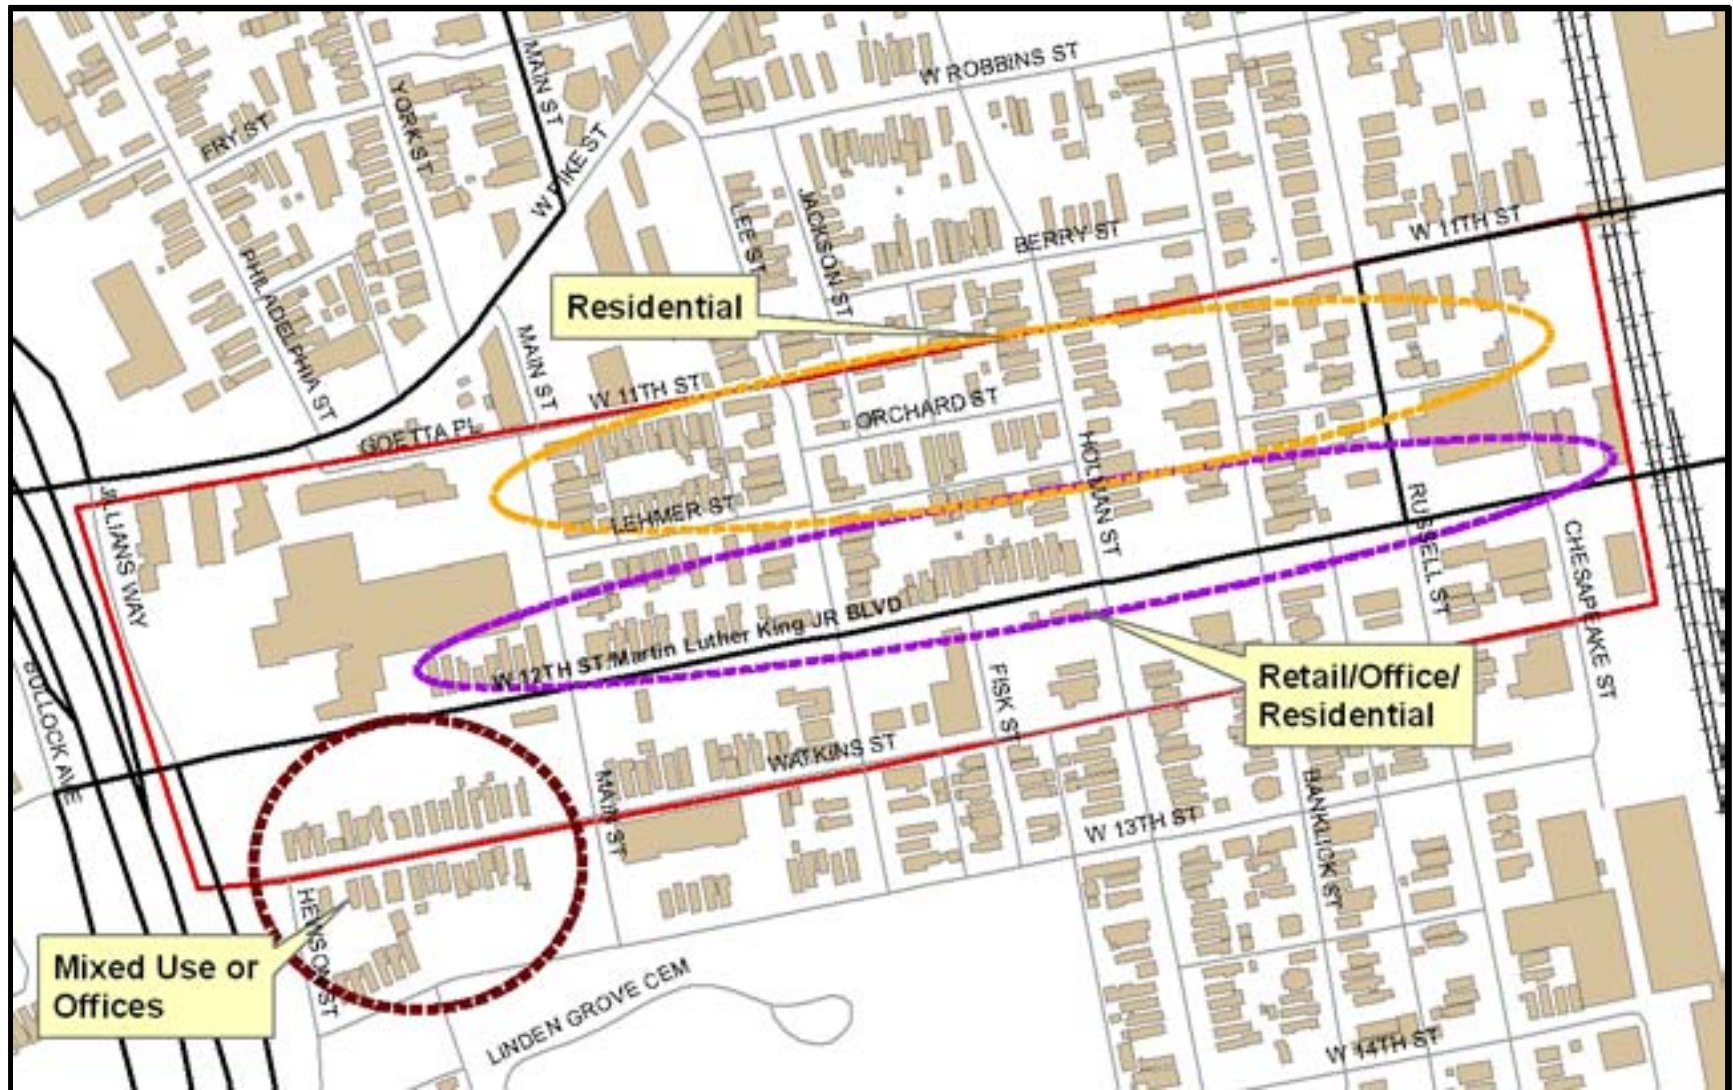 W ROBBINS ST
MAIN ST
YORK ST
FRY ST
W PIKE ST
LEE ST
JACKSON ST
BERRY ST
W 11TH ST
PHILADELPHIA ST
Residential
MAIN ST
W 11TH ST
ORCHARD ST
GOETTA PL
HOLMAN ST
LEHMER ST
JILLIANS WAY
RUSSELL ST
CHESAPEAKE ST
W 12TH ST/Martin Luther King JR BLVD
BULLOCK AVE
FISK ST
Retail/Office/
Residential
WATKINS ST
MAIN ST
BANKLICK ST
W 13TH ST
HEWSON ST
Mixed Use or
Offices
LINDEN GROVE CEM
W 14TH ST